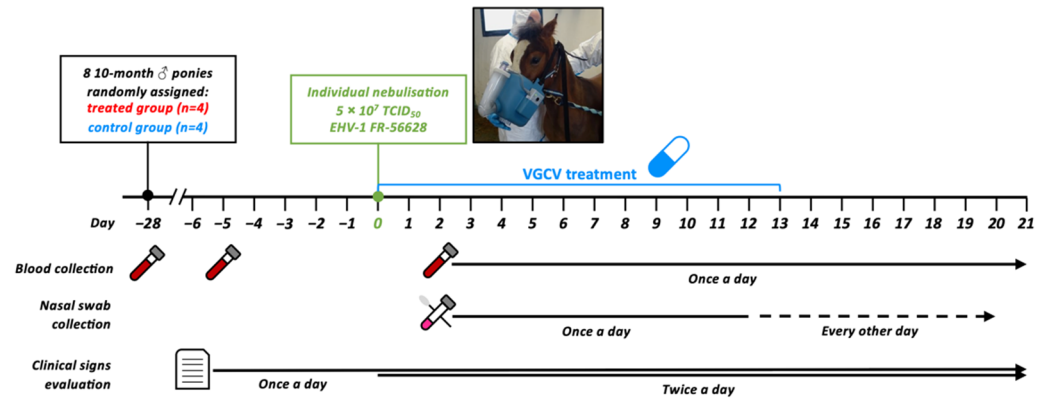 8 10-month ♂ ponies
randomly assigned:
treated group (n=4)
control group (n=4)
Individual nebulisation
5 × 10⁷ TCID₅₀
EHV-1 FR-56628
VGCV treatment
Day −28 −6 −5 −4 −3 −2 −1 0 1 2 3 4 5 6 7 8 9 10 11 12 13 14 15 16 17 18 19 20 21
Blood collection
Once a day
Nasal swab
collection
Once a day Every other day
Clinical signs
evaluation
Once a day Twice a day